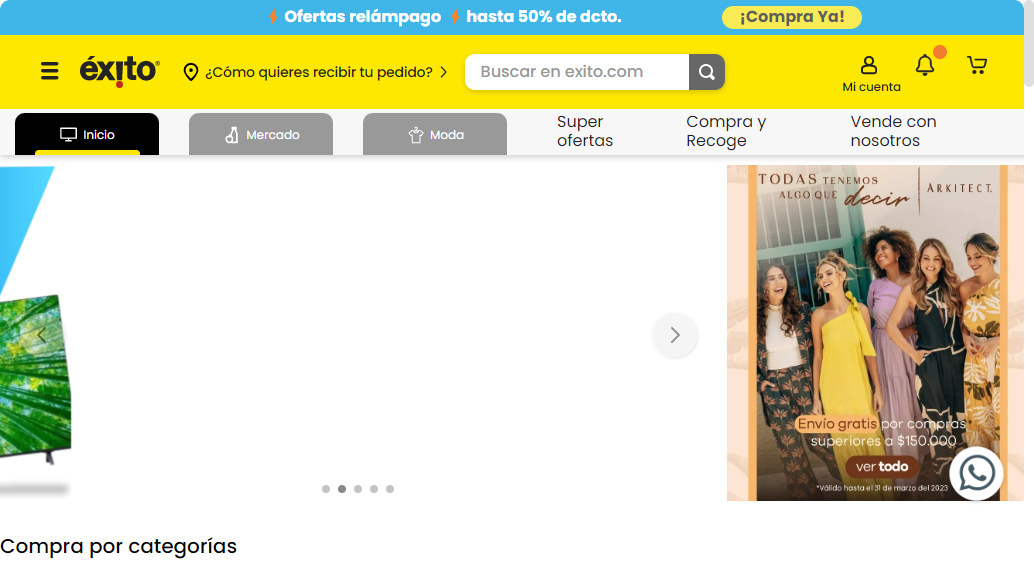 Ofertas relámpago hasta 50% de dcto.
¡Compra Ya!
éxito
¿Cómo quieres recibir tu pedido?
Buscar en exito.com
Mi cuenta
Inicio
Mercado
Moda
Super
ofertas
Compra y
Recoge
Vende con
nosotros
TODAS TENEMOS
ALGO QUE decir
ARKITECT.
Envío gratis por compras
superiores a $150.000
ver todo
*Válido hasta el 31 de marzo del 2023
Compra por categorías